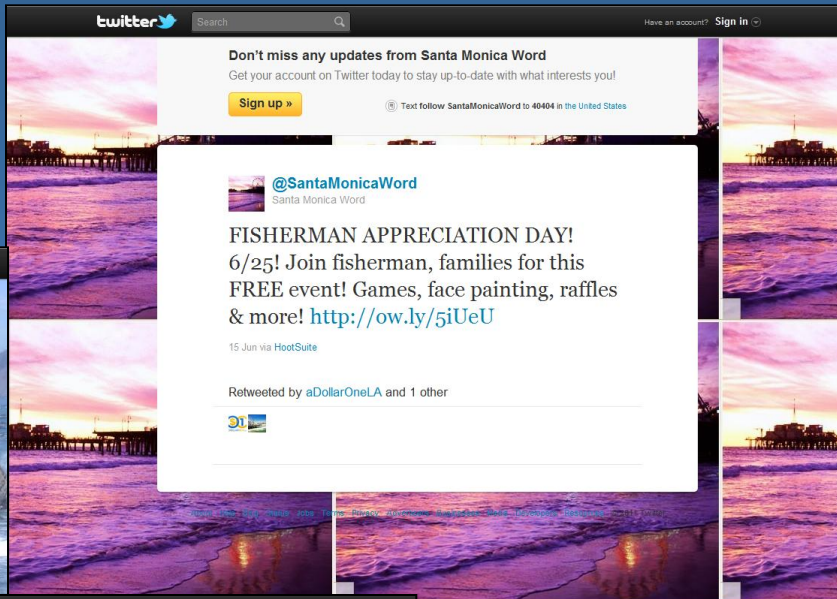 twitter
Search
Have an account? Sign in
Don't miss any updates from Santa Monica Word
Get your account on Twitter today to stay up-to-date with what interests you!
Sign up »
Text follow SantaMonicaWord to 40404 in the United States
@SantaMonicaWord
Santa Monica Word
FISHERMAN APPRECIATION DAY!
6/25! Join fisherman, families for this
FREE event! Games, face painting, raffles
& more! http://ow.ly/5iUeU
15 Jun via HootSuite
Retweeted by aDollarOneLA and 1 other
Jobs Terms Privacy